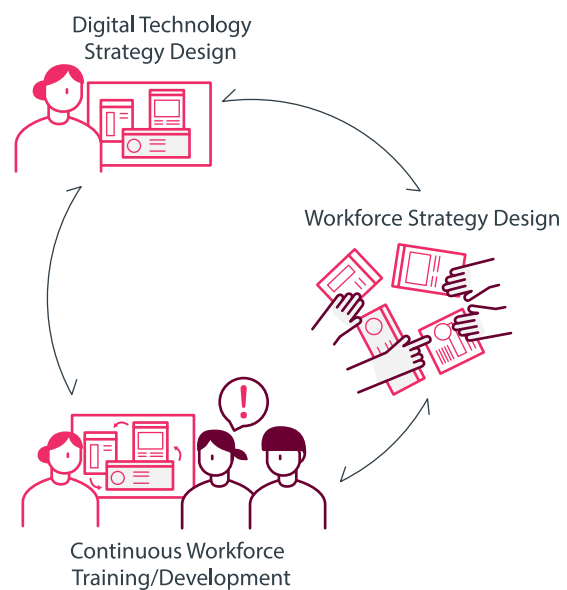 Digital Technology
Strategy Design
Workforce Strategy Design
!
Continuous Workforce
Training/Development